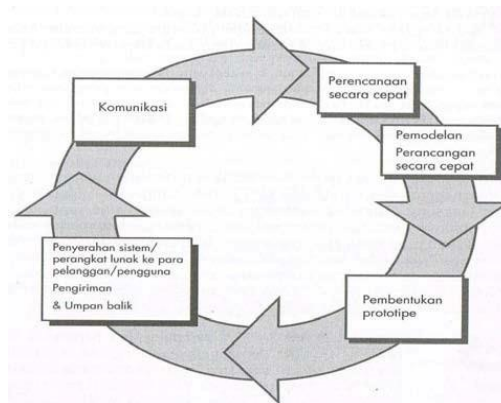 Komunikasi
Perencanaan
secara cepat
Pemodelan
Perancangan
secara cepat
Pembentukan
prototipe
Penyerahan sistem/
perangkat lunak ke para
pelanggan/pengguna
Pengiriman
& Umpan balik